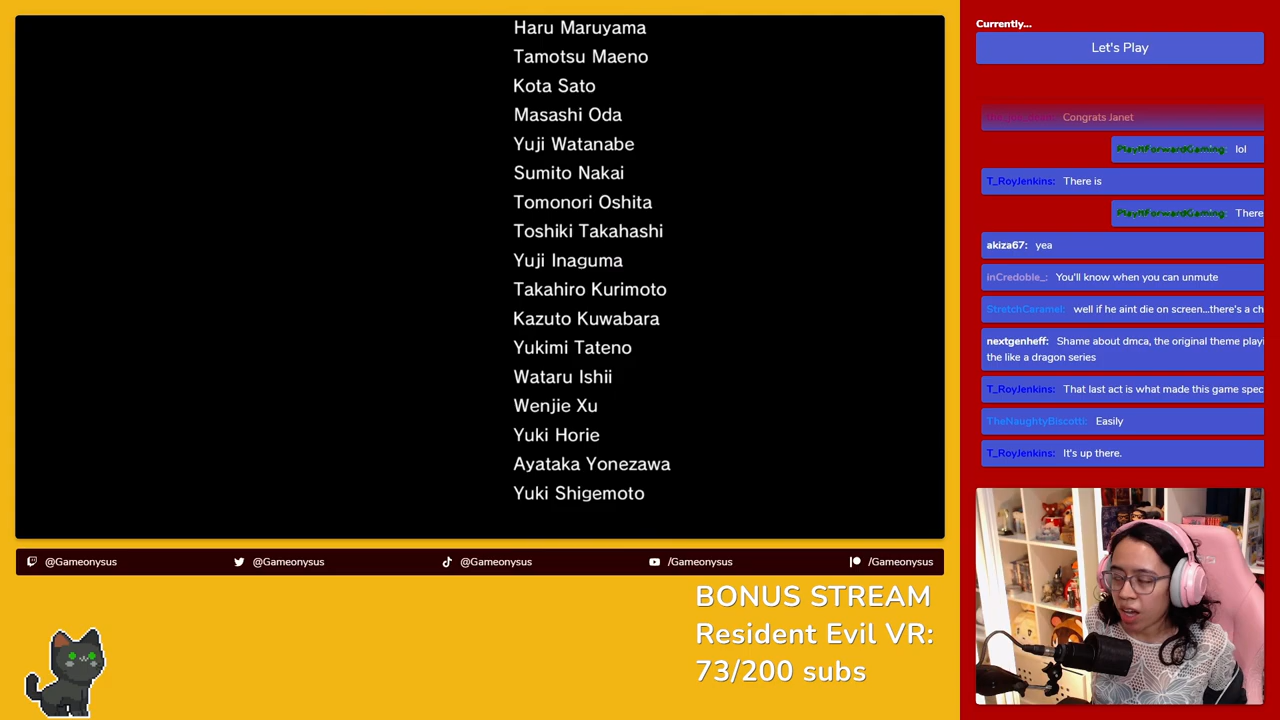 Haru Maruyama
Tamotsu Maeno
Kota Sato
Masashi Oda
Yuji Watanabe
Sumito Nakai
Tomonori Oshita
Toshiki Takahashi
Yuji Inaguma
Takahiro Kurimoto
Kazuto Kuwabara
Yukimi Tateno
Wataru Ishii
Wenjie Xu
Yuki Horie
Ayataka Yonezawa
Yuki Shigemoto
@Gameonysus
@Gameonysus
@Gameonysus
/Gameonysus
/Gameonysus
BONUS STREAM
Resident Evil VR:
73/200 subs
Currently...
Let's Play
Congrats Janet
PlayItForwardGaming: lol
T_RoyJenkins: There is
PlayItForwardGaming: There
akiza67: yea
inCredoble_: You'll know when you can unmute
StretchCaramel: well if he aint die on screen...there's a ch
nextgenheff: Shame about dmca, the original theme playi
the like a dragon series
T_RoyJenkins: That last act is what made this game spec
TheNaughtyBiscotti: Easily
T_RoyJenkins: It's up there.